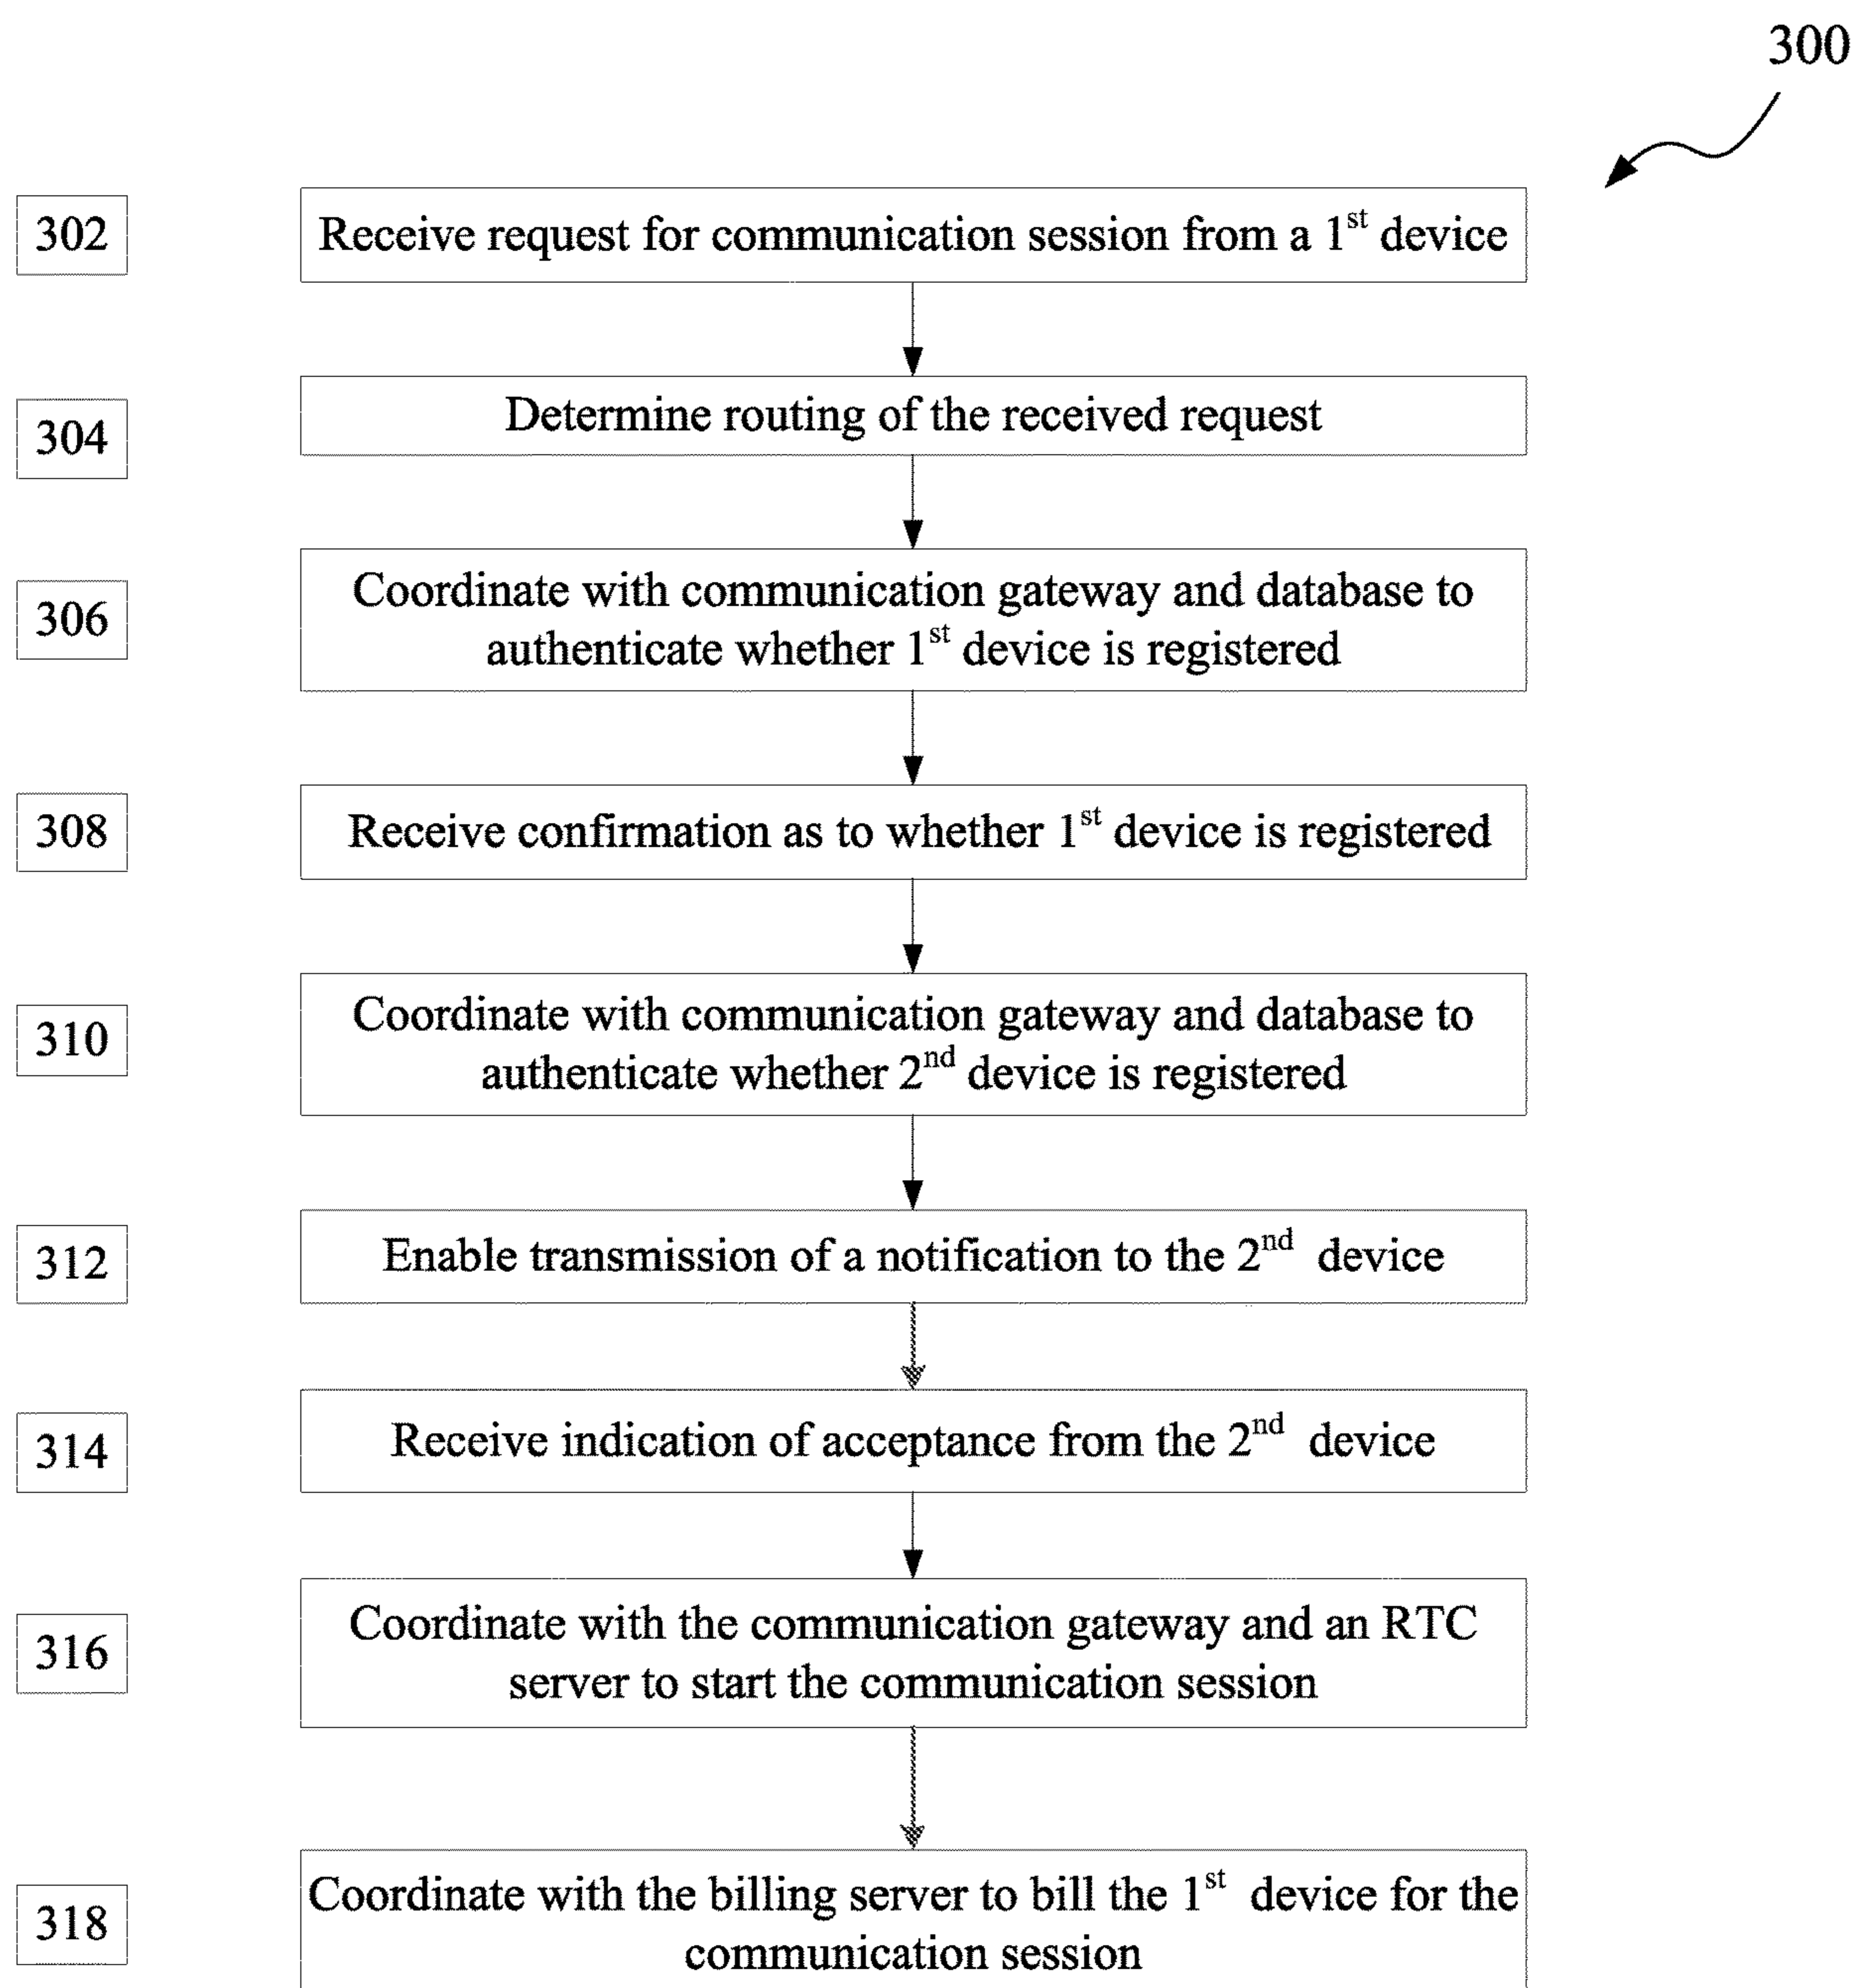 300
302
Receive request for communication session from a 1st device
304
Determine routing of the received request
306
Coordinate with communication gateway and database to
authenticate whether 1st device is registered
308
Receive confirmation as to whether 1st device is registered
310
Coordinate with communication gateway and database to
authenticate whether 2nd device is registered
312
Enable transmission of a notification to the 2nd device
314
Receive indication of acceptance from the 2nd device
316
Coordinate with the communication gateway and an RTC
server to start the communication session
318
Coordinate with the billing server to bill the 1st device for the
communication session